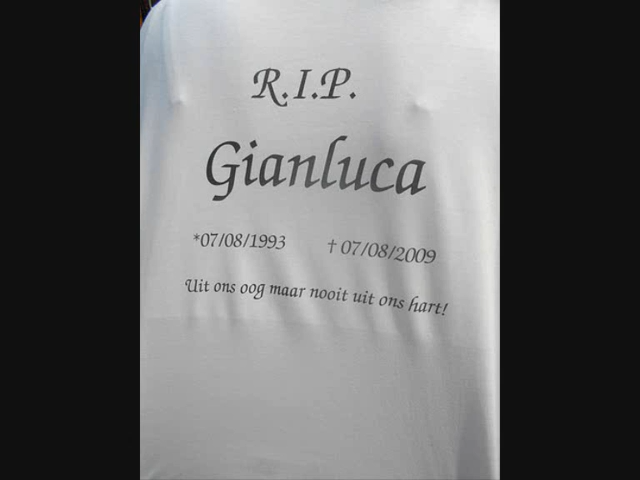 R.I.P.
Gianluca
*07/08/1993 † 07/08/2009
Uit ons oog maar nooit uit ons hart!